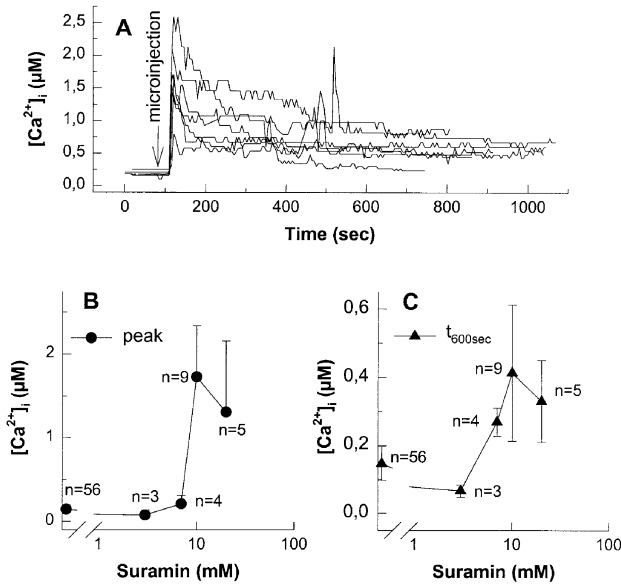 A
[Ca²⁺]ᵢ (μM)
2,5
2,0
1,5
1,0
0,5
0,0
microinjection
0 200 400 600 800 1000
Time (sec)
B
peak
[Ca²⁺]ᵢ (μM)
2
1
0
n=56
n=3
n=4
n=9
n=5
1 10 100
Suramin (mM)
C
t600sec
[Ca²⁺]ᵢ (μM)
0,6
0,4
0,2
0,0
n=56
n=3
n=4
n=9
n=5
1 10 100
Suramin (mM)